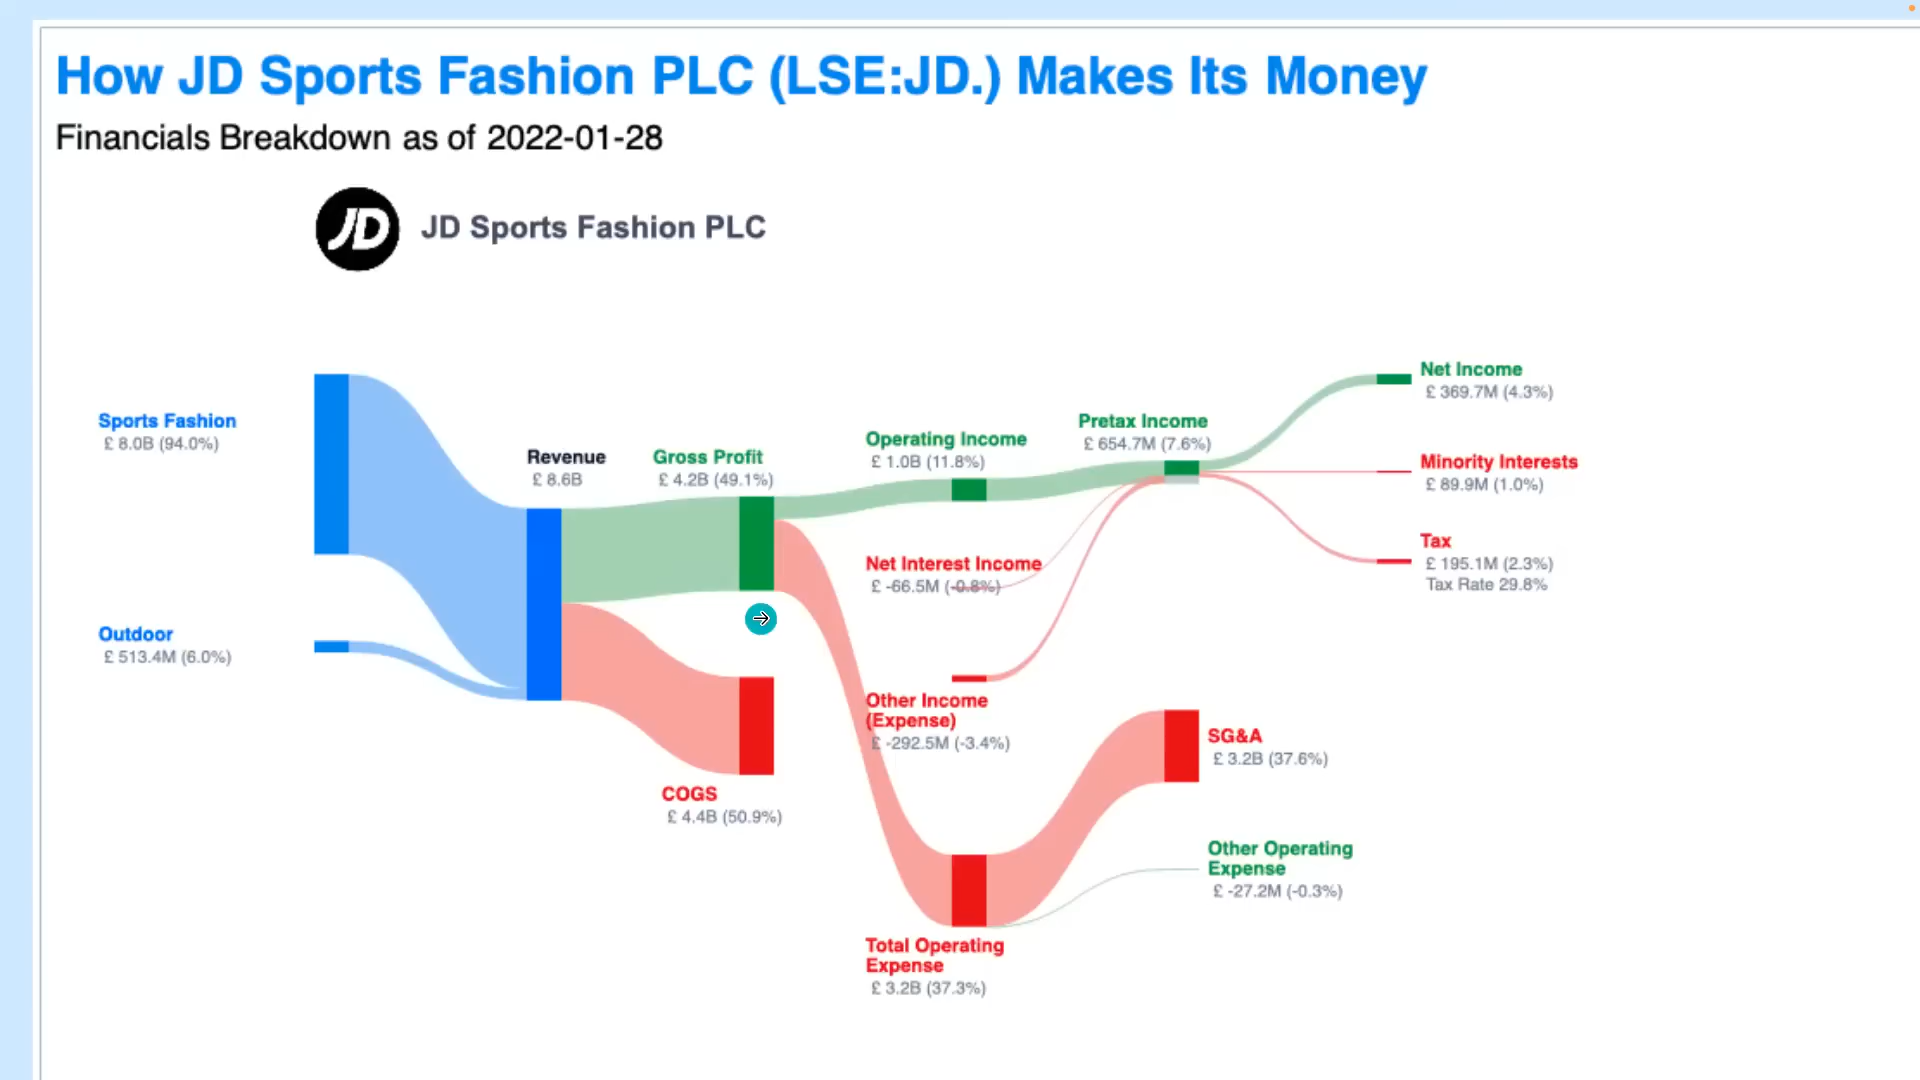 How JD Sports Fashion PLC (LSE:JD.) Makes Its Money
Financials Breakdown as of 2022-01-28
JD
JD Sports Fashion PLC
Sports Fashion
£ 8.0B (94.0%)
Outdoor
£ 513.4M (6.0%)
Revenue
£ 8.6B
Gross Profit
£ 4.2B (49.1%)
COGS
£ 4.4B (50.9%)
Operating Income
£ 1.0B (11.8%)
Net Interest Income
£ -66.5M (-0.8%)
Other Income
(Expense)
£ -292.5M (-3.4%)
Total Operating
Expense
£ 3.2B (37.3%)
Pretax Income
£ 654.7M (7.6%)
SG&A
£ 3.2B (37.6%)
Other Operating
Expense
£ -27.2M (-0.3%)
Net Income
£ 369.7M (4.3%)
Minority Interests
£ 89.9M (1.0%)
Tax
£ 195.1M (2.3%)
Tax Rate 29.8%